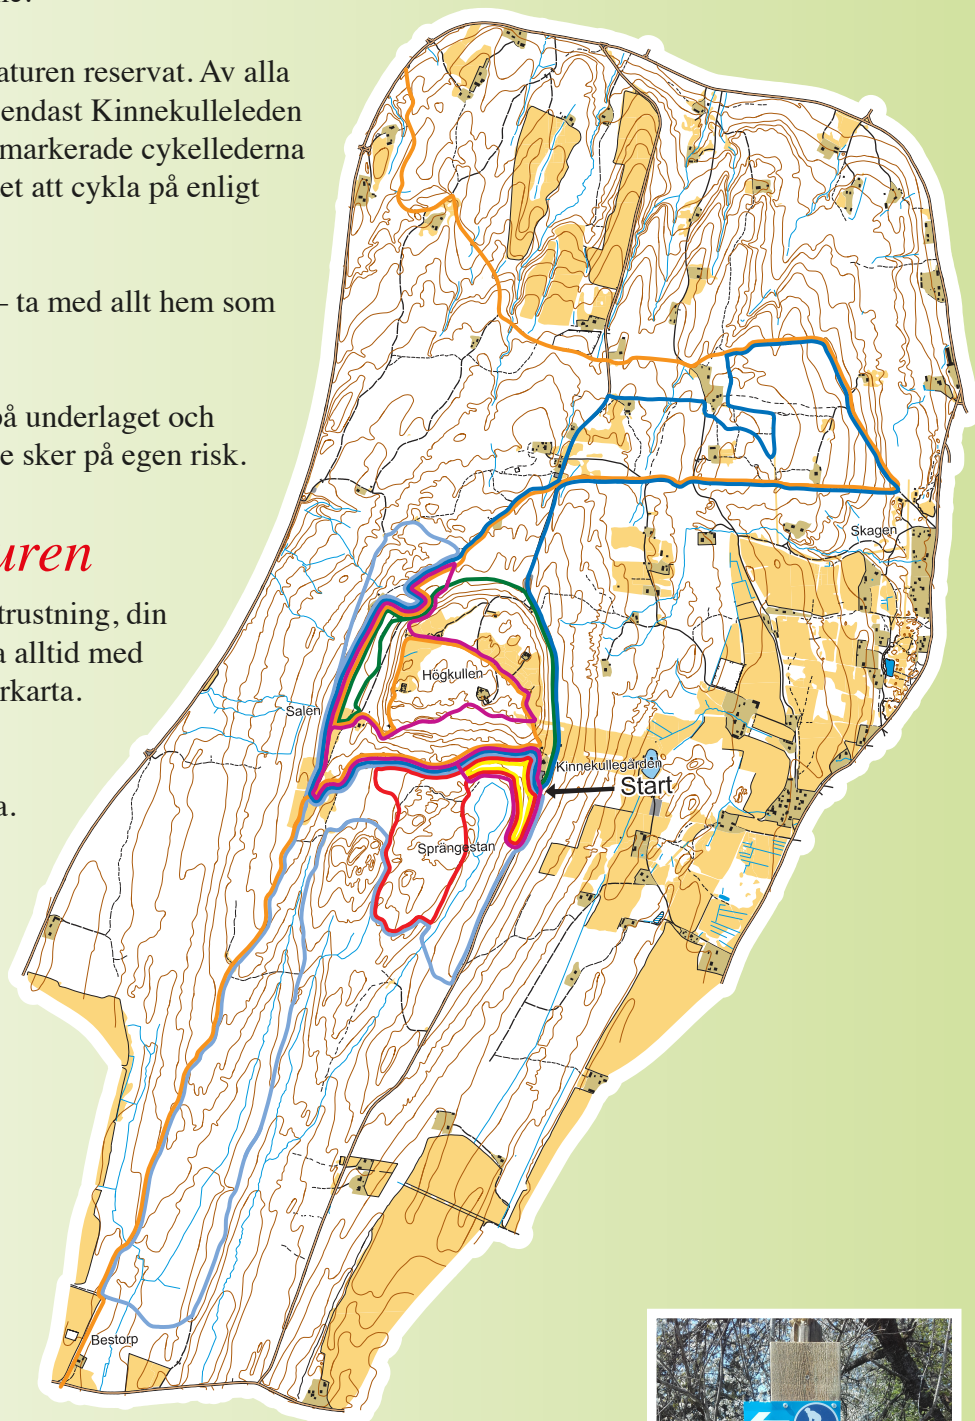 aturen reservat. Av alla
endast Kinnekulleleden
markerade cykellederna
et att cykla på enligt
– ta med allt hem som
på underlaget och
e sker på egen risk.
uren
trustning, din
a alltid med
rkarta.
a.
Skagen
Högkullen
Salen
Kinnekullegården
Start
Sprängestan
Bestorp